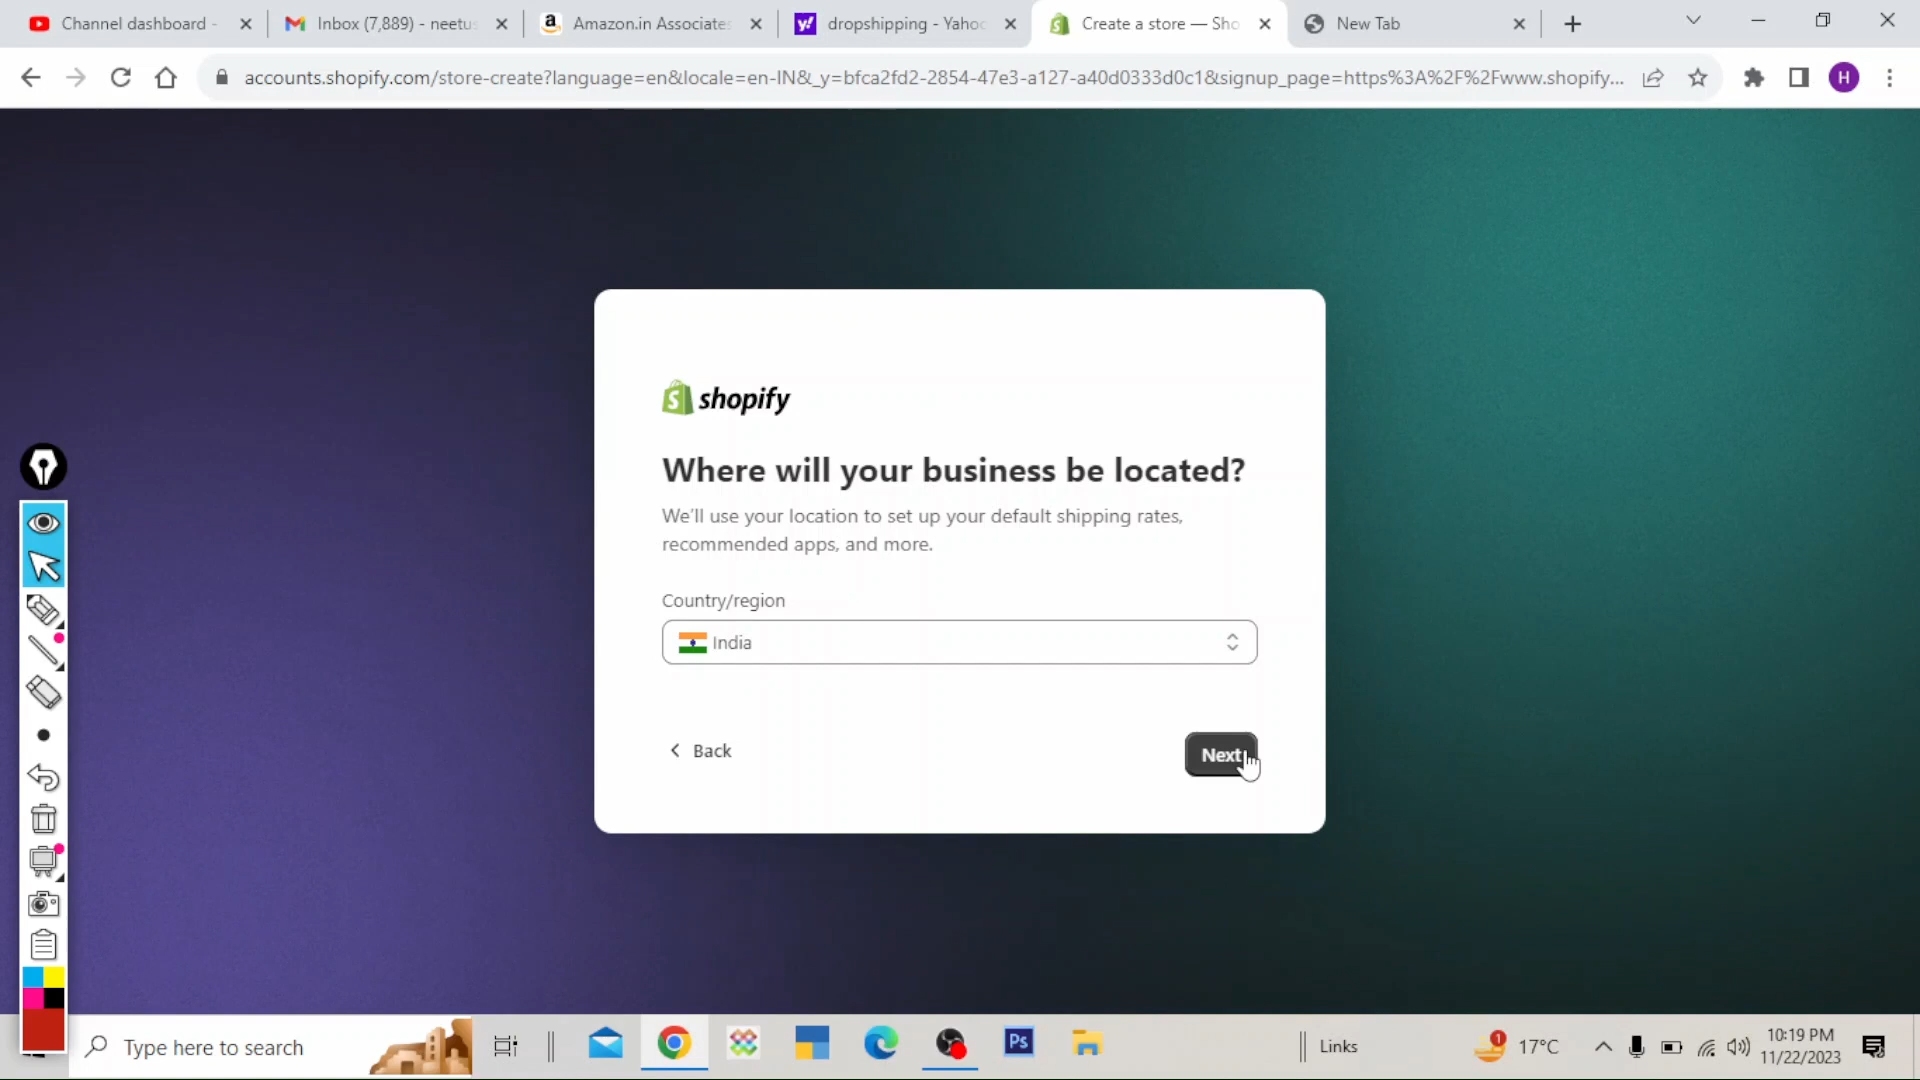 Channel dashboard -
Inbox (7,889) - neetus
Amazon.in Associates
dropshipping - Yahoo
Create a store — Sho
New Tab
accounts.shopify.com/store-create?language=en&locale=en-IN&_y=bfca2fd2-2854-47e3-a127-a40d0333d0c1&signup_page=https%3A%2F%2Fwww.shopify...
H
shopify
Where will your business be located?
We'll use your location to set up your default shipping rates,
recommended apps, and more.
Country/region
India
Back
Next
Type here to search
Ps
Links
1
17°C
10:19 PM
11/22/2023